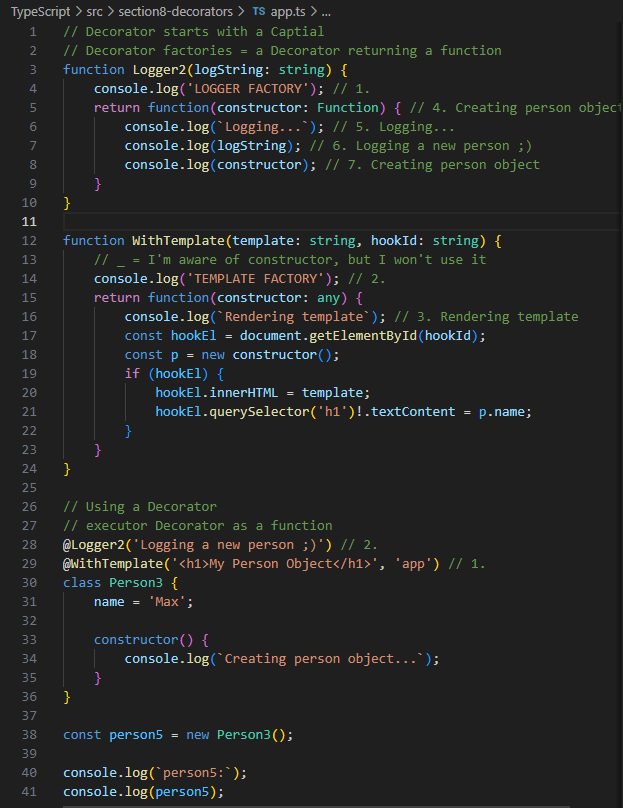 TypeScript > src > section8-decorators > TS app.ts > ...
1 // Decorator starts with a Captial
2 // Decorator factories = a Decorator returning a function
3 function Logger2(logString: string) {
4     console.log('LOGGER FACTORY'); // 1.
5     return function(constructor: Function) { // 4. Creating person objec
6         console.log(`Logging...`); // 5. Logging...
7         console.log(logString); // 6. Logging a new person ;)
8         console.log(constructor); // 7. Creating person object
9     }
10 }
11
12 function WithTemplate(template: string, hookId: string) {
13     // _ = I'm aware of constructor, but I won't use it
14     console.log('TEMPLATE FACTORY'); // 2.
15     return function(constructor: any) {
16         console.log(`Rendering template`); // 3. Rendering template
17         const hookEl = document.getElementById(hookId);
18         const p = new constructor();
19         if (hookEl) {
20             hookEl.innerHTML = template;
21             hookEl.querySelector('h1')!.textContent = p.name;
22         }
23     }
24 }
25
26 // Using a Decorator
27 // executor Decorator as a function
28 @Logger2('Logging a new person ;)') // 2.
29 @WithTemplate('<h1>My Person Object</h1>', 'app') // 1.
30 class Person3 {
31     name = 'Max';
32
33     constructor() {
34         console.log(`Creating person object...`);
35     }
36 }
37
38 const person5 = new Person3();
39
40 console.log(`person5:`);
41 console.log(person5);